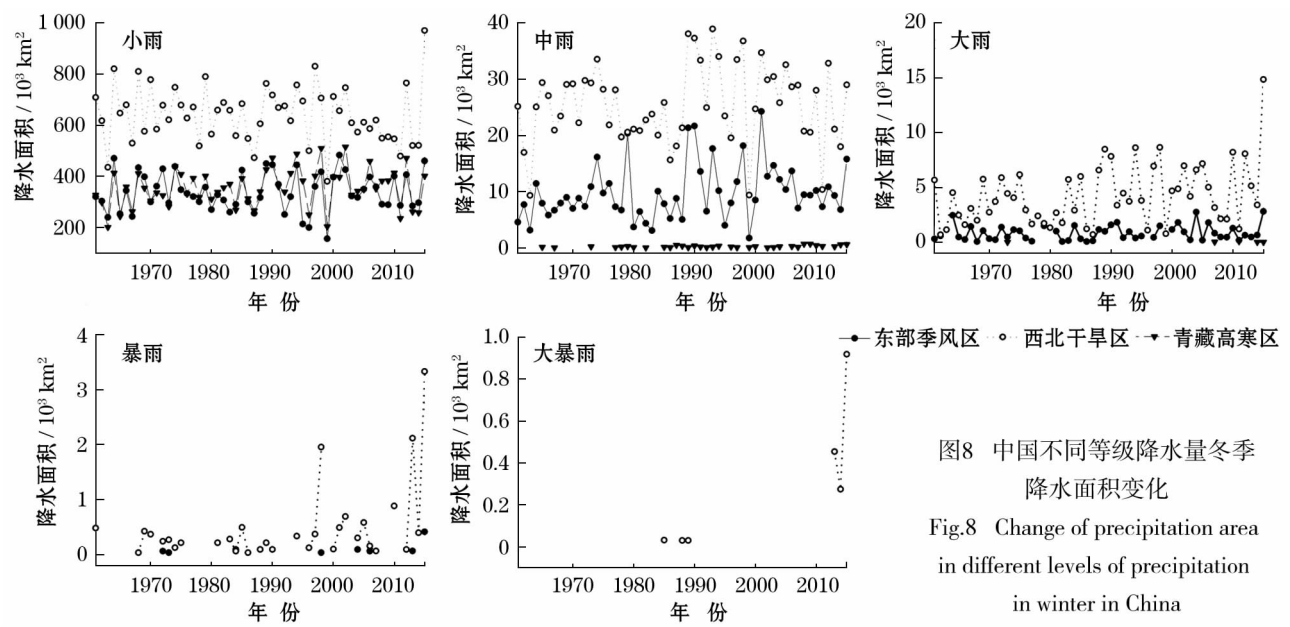 小雨
1 000
800
600
400
200
降水面积 / 10³ km²
1970 1980 1990 2000 2010
年 份
中雨
40
30
20
10
0
降水面积 / 10³ km²
1970 1980 1990 2000 2010
年 份
大雨
20
15
10
5
0
降水面积 / 10³ km²
1970 1980 1990 2000 2010
年 份
暴雨
4
3
2
1
0
降水面积 / 10³ km²
1970 1980 1990 2000 2010
年 份
大暴雨
1.0
0.8
0.6
0.4
0.2
0
降水面积 / 10³ km²
1970 1980 1990 2000 2010
年 份
东部季风区 西北干旱区 青藏高寒区
图8 中国不同等级降水量冬季
降水面积变化
Fig.8 Change of precipitation area
in different levels of precipitation
in winter in China